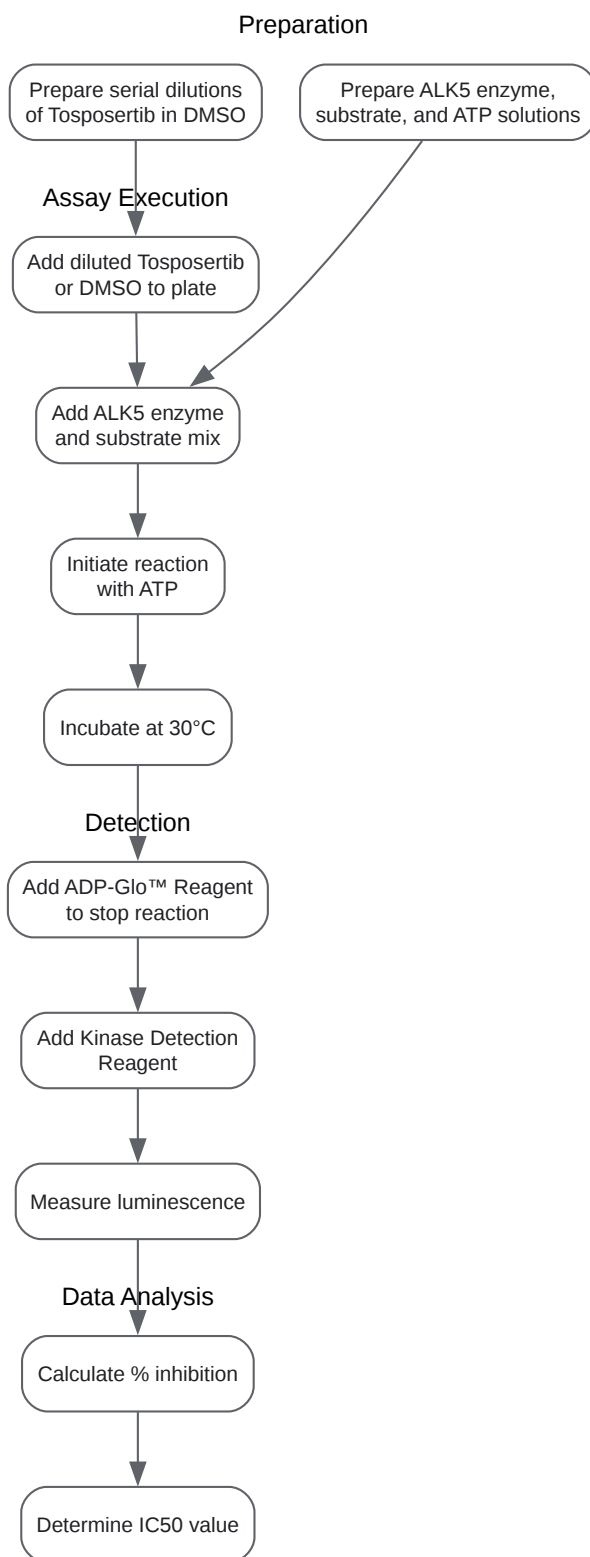 Preparation
Prepare serial dilutions
of Tosposertib in DMSO
Prepare ALK5 enzyme,
substrate, and ATP solutions
Assay Execution
Add diluted Tosposertib
or DMSO to plate
Add ALK5 enzyme
and substrate mix
Initiate reaction
with ATP
Incubate at 30°C
Detection
Add ADP-Glo™ Reagent
to stop reaction
Add Kinase Detection
Reagent
Measure luminescence
Data Analysis
Calculate % inhibition
Determine IC50 value